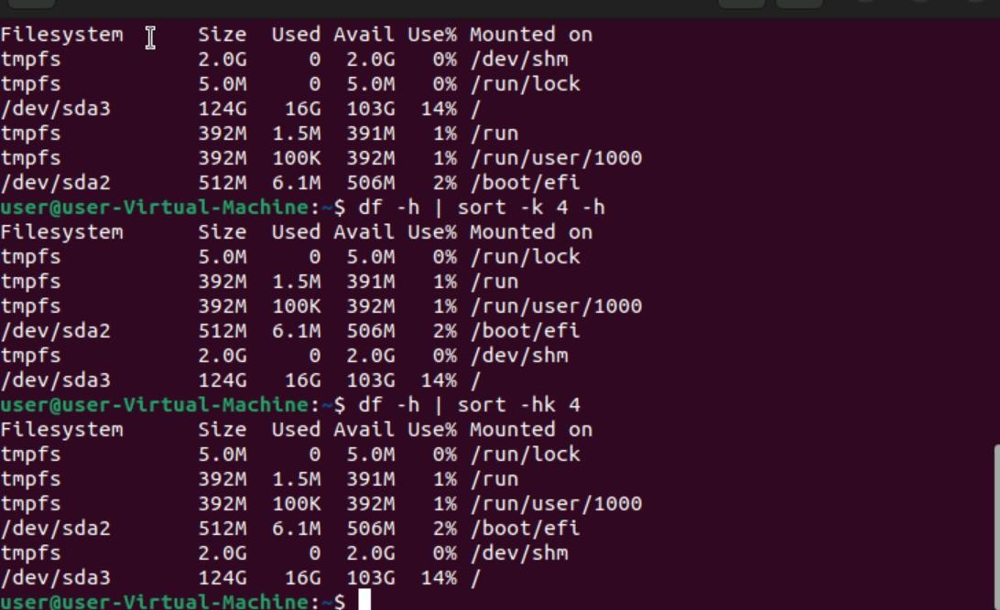 Filesystem      Size  Used Avail Use% Mounted on
tmpfs           2.0G     0  2.0G   0% /dev/shm
tmpfs           5.0M     0  5.0M   0% /run/lock
/dev/sda3       124G   16G  103G  14% /
tmpfs           392M  1.5M  391M   1% /run
tmpfs           392M  100K  392M   1% /run/user/1000
/dev/sda2       512M  6.1M  506M   2% /boot/efi
user@user-Virtual-Machine:~$ df -h | sort -k 4 -h
Filesystem      Size  Used Avail Use% Mounted on
tmpfs           5.0M     0  5.0M   0% /run/lock
tmpfs           392M  1.5M  391M   1% /run
tmpfs           392M  100K  392M   1% /run/user/1000
/dev/sda2       512M  6.1M  506M   2% /boot/efi
tmpfs           2.0G     0  2.0G   0% /dev/shm
/dev/sda3       124G   16G  103G  14% /
user@user-Virtual-Machine:~$ df -h | sort -hk 4
Filesystem      Size  Used Avail Use% Mounted on
tmpfs           5.0M     0  5.0M   0% /run/lock
tmpfs           392M  1.5M  391M   1% /run
tmpfs           392M  100K  392M   1% /run/user/1000
/dev/sda2       512M  6.1M  506M   2% /boot/efi
tmpfs           2.0G     0  2.0G   0% /dev/shm
/dev/sda3       124G   16G  103G  14% /
user@user-Virtual-Machine:~$